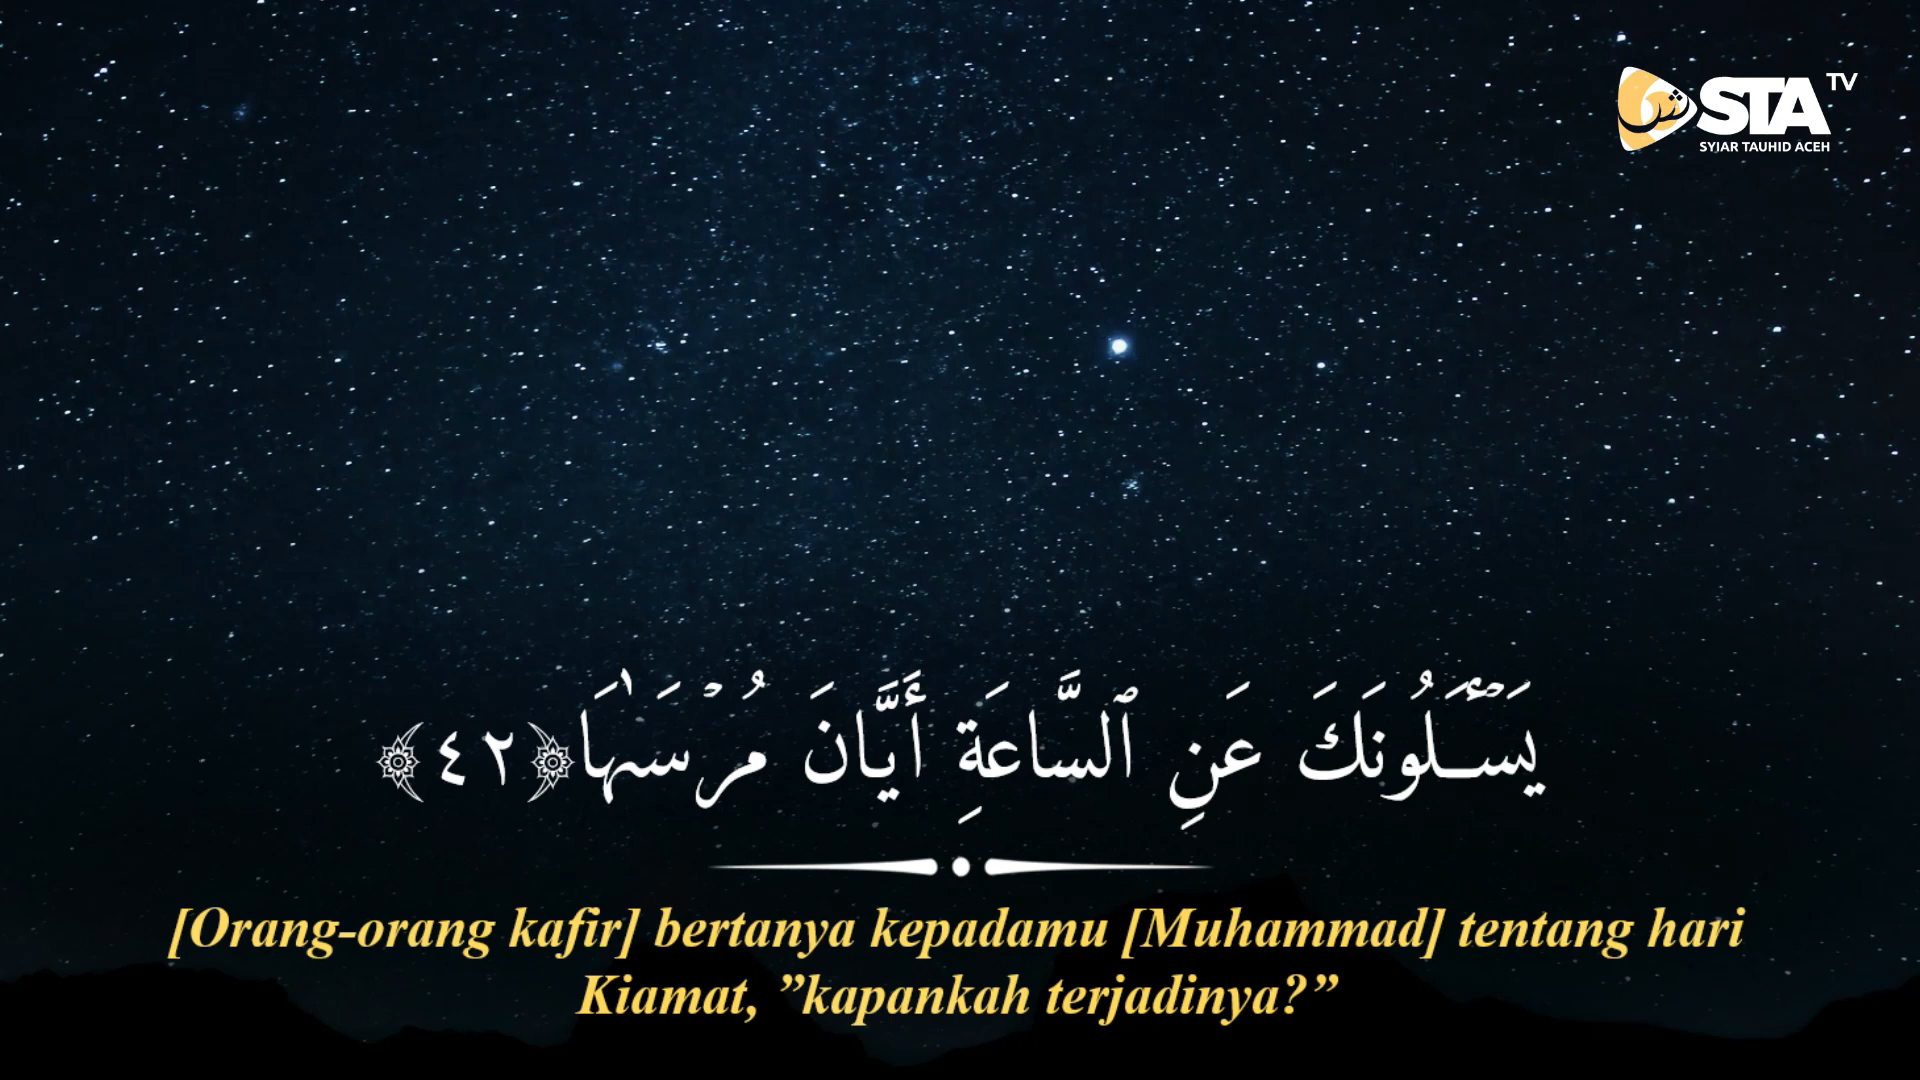 STA TV
SYIAR TAUHID ACEH
يَسْـَٔلُونَكَ عَنِ ٱلسَّاعَةِ أَيَّانَ مُرْسَىٰهَا ﴿٤٢﴾
[Orang-orang kafir] bertanya kepadamu [Muhammad] tentang hari
Kiamat, ”kapankah terjadinya?”